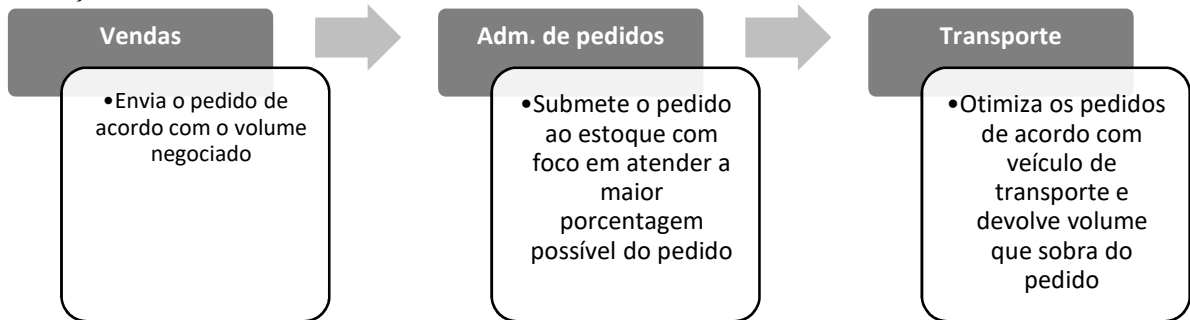 Vendas
•Envia o pedido de
acordo com o volume
negociado
Adm. de pedidos
•Submete o pedido
ao estoque com
foco em atender a
maior
porcentagem
possível do pedido
Transporte
•Otimiza os pedidos
de acordo com
veículo de
transporte e
devolve volume
que sobra do
pedido